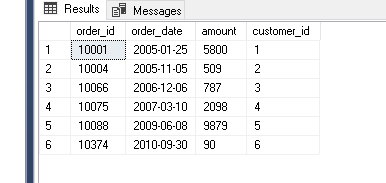 Results Messages
order_id order_date amount customer_id
1 10001 2005-01-25 5800 1
2 10004 2005-11-05 509 2
3 10066 2006-12-06 787 3
4 10075 2007-03-10 2098 4
5 10088 2009-06-08 9879 5
6 10374 2010-09-30 90 6